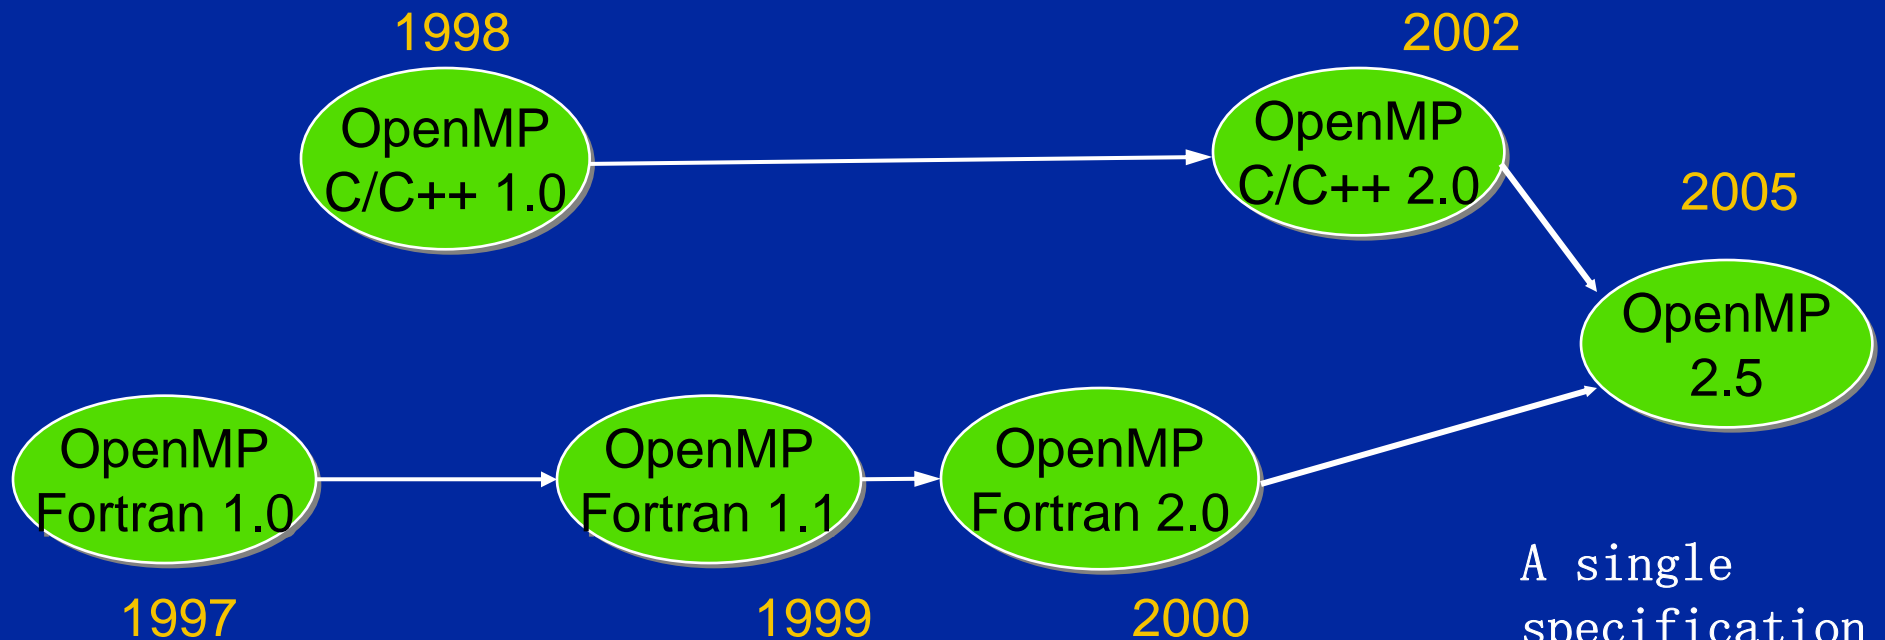 1998
2002
OpenMP
C/C++ 1.0
OpenMP
C/C++ 2.0
2005
OpenMP
2.5
OpenMP
Fortran 1.0
OpenMP
Fortran 1.1
OpenMP
Fortran 2.0
1997
1999
2000
A single
specification